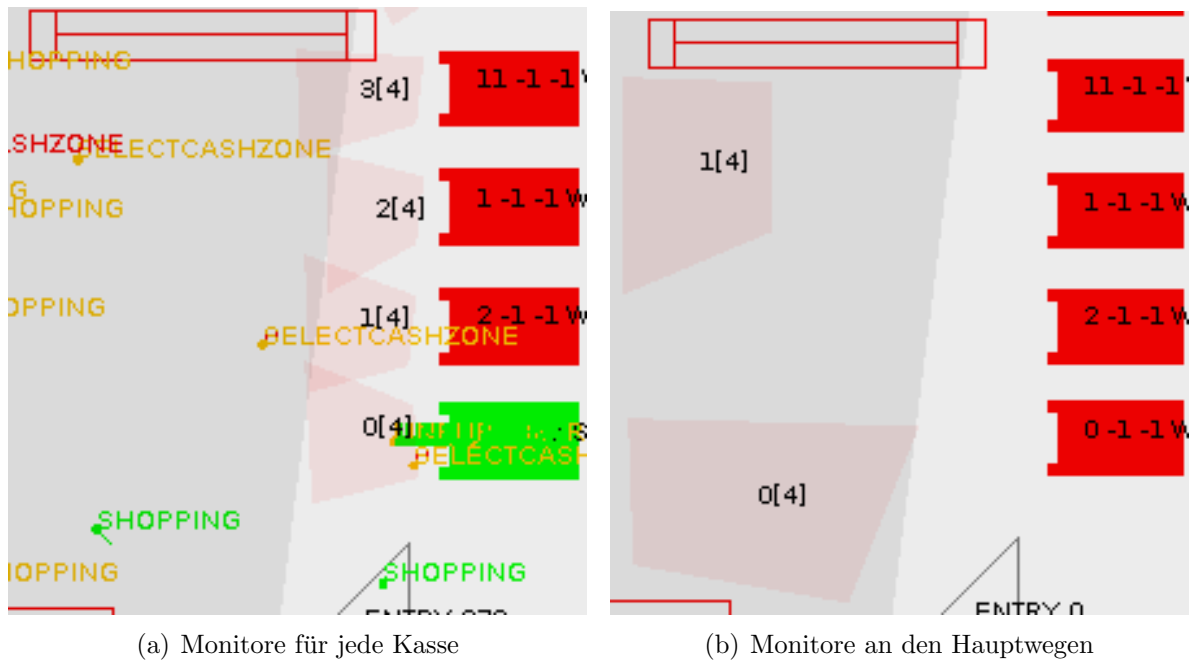 HOPPING
3[4]
11 -1 -1
SHZONE
SELECTCASHZONE
G
HOPPING
2[4]
1 -1 -1 W
OPPING
1[4]
2 -1 -1 W
SELECTCASHZONE
0[4]
SELECTCASH
SHOPPING
HOPPING
SHOPPING
(a) Monitore für jede Kasse
11 -1 -1
1[4]
1 -1 -1 W
2 -1 -1 W
0 -1 -1 W
0[4]
ENTRY 0
(b) Monitore an den Hauptwegen